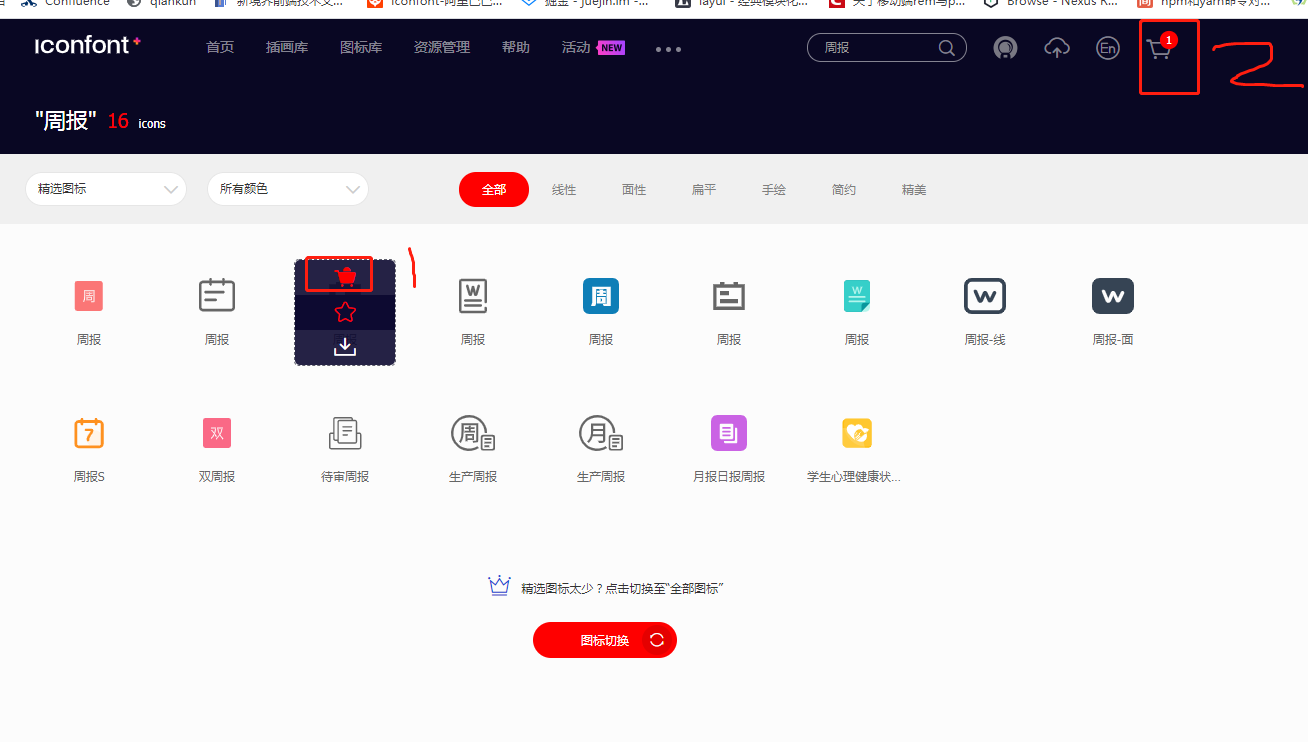 Confluence qiankun 新境界前端技术文... iconfont-阿里巴巴... 掘金 - juejin.im -... layui - 经典模块化... 关于移动端rem与p... Browse - Nexus R... npm和yarn命令对...
iconfont+ 首页 插画库 图标库 资源管理 帮助 活动 NEW ••• 周报 En 1 2
"周报" 16 icons
精选图标 所有颜色 全部 线性 面性 扁平 手绘 简约 精美
1
周 W 周 W W W
周报 周报 周报 周报 周报 周报 周报-线 周报-面
7 双 周 月
周报S 双周报 待审周报 生产周报 生产周报 月报日报周报 学生心理健康状...
精选图标太少？点击切换至“全部图标”
图标切换